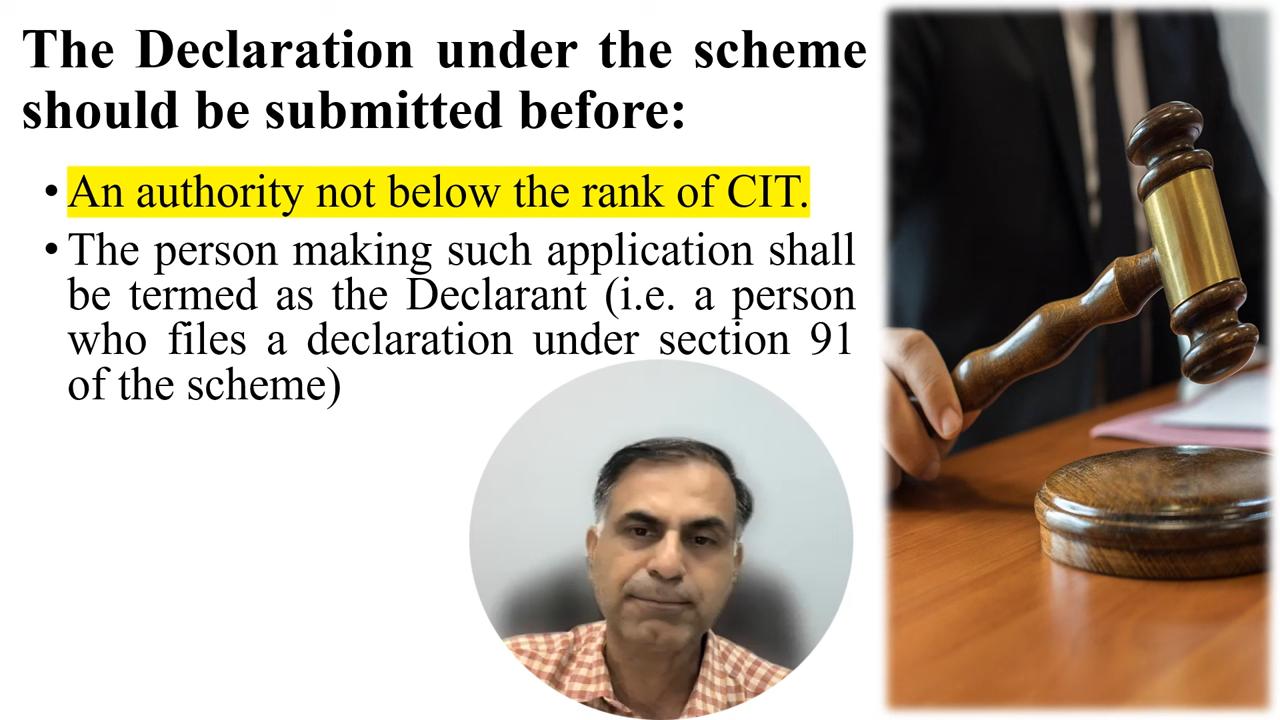 The Declaration under the scheme
should be submitted before:
• An authority not below the rank of CIT.
• The person making such application shall
be termed as the Declarant (i.e. a person
who files a declaration under section 91
of the scheme)